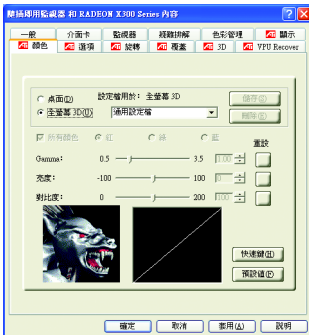 隨插即用監視器 和 RADEON X300 Series 內容
一般 介面卡 監視器 疑難排解 色彩管理 顯示
顏色 選項 旋轉 覆蓋 3D VPU Recover
桌面(D) 設定檔用於： 全螢幕 3D 儲存(S)
全螢幕 3D(U) 通用設定檔 刪除(E)
所有顏色 紅 綠 藍
重設
Gamma: 0.5 3.5 1.00
亮度: -100 100 0
對比度: 0 200 100
快速鍵(H)
預設值(F)
確定 取消 套用(A) 說明